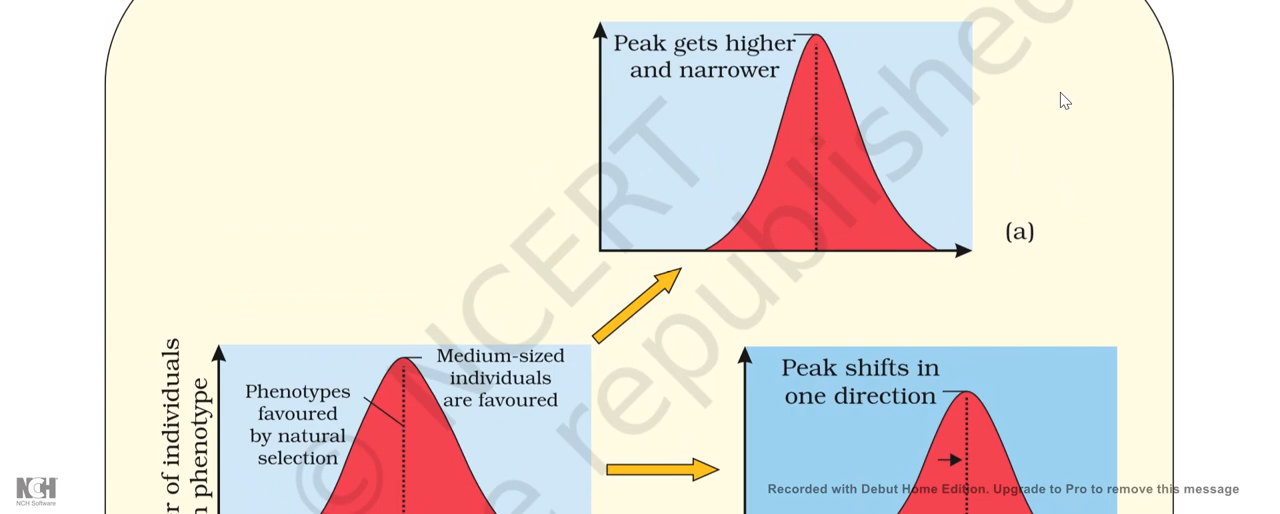 Peak gets higher
and narrower
(a)
Medium-sized
individuals
are favoured
Phenotypes
favoured
by natural
selection
of individuals
phenotype
Peak shifts in
one direction
© NCERT
republished
NCH
NCH Software
Recorded with Debut Home Edition. Upgrade to Pro to remove this message